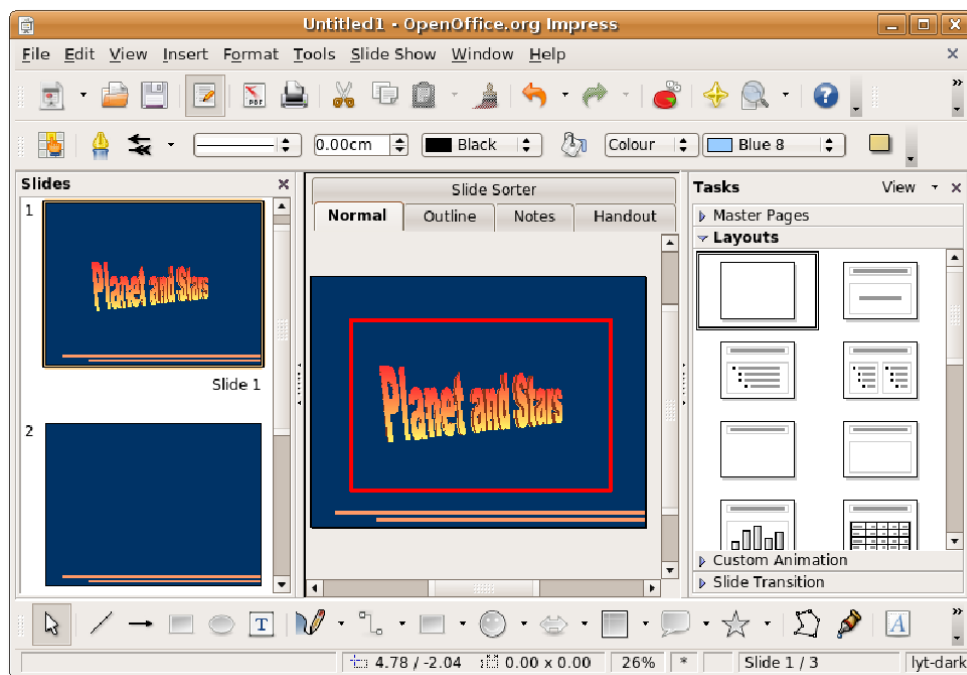 Untitled1 - OpenOffice.org Impress
File Edit View Insert Format Tools Slide Show Window Help
PDF
0.00cm Black Colour Blue 8
Slides
1
Planet and Stars
Slide 1
2
Slide Sorter
Normal Outline Notes Handout
Planet and Stars
Tasks View
Master Pages
Layouts
Custom Animation
Slide Transition
T
A
4.78 / -2.04 0.00 x 0.00 26% * Slide 1 / 3 lyt-dark